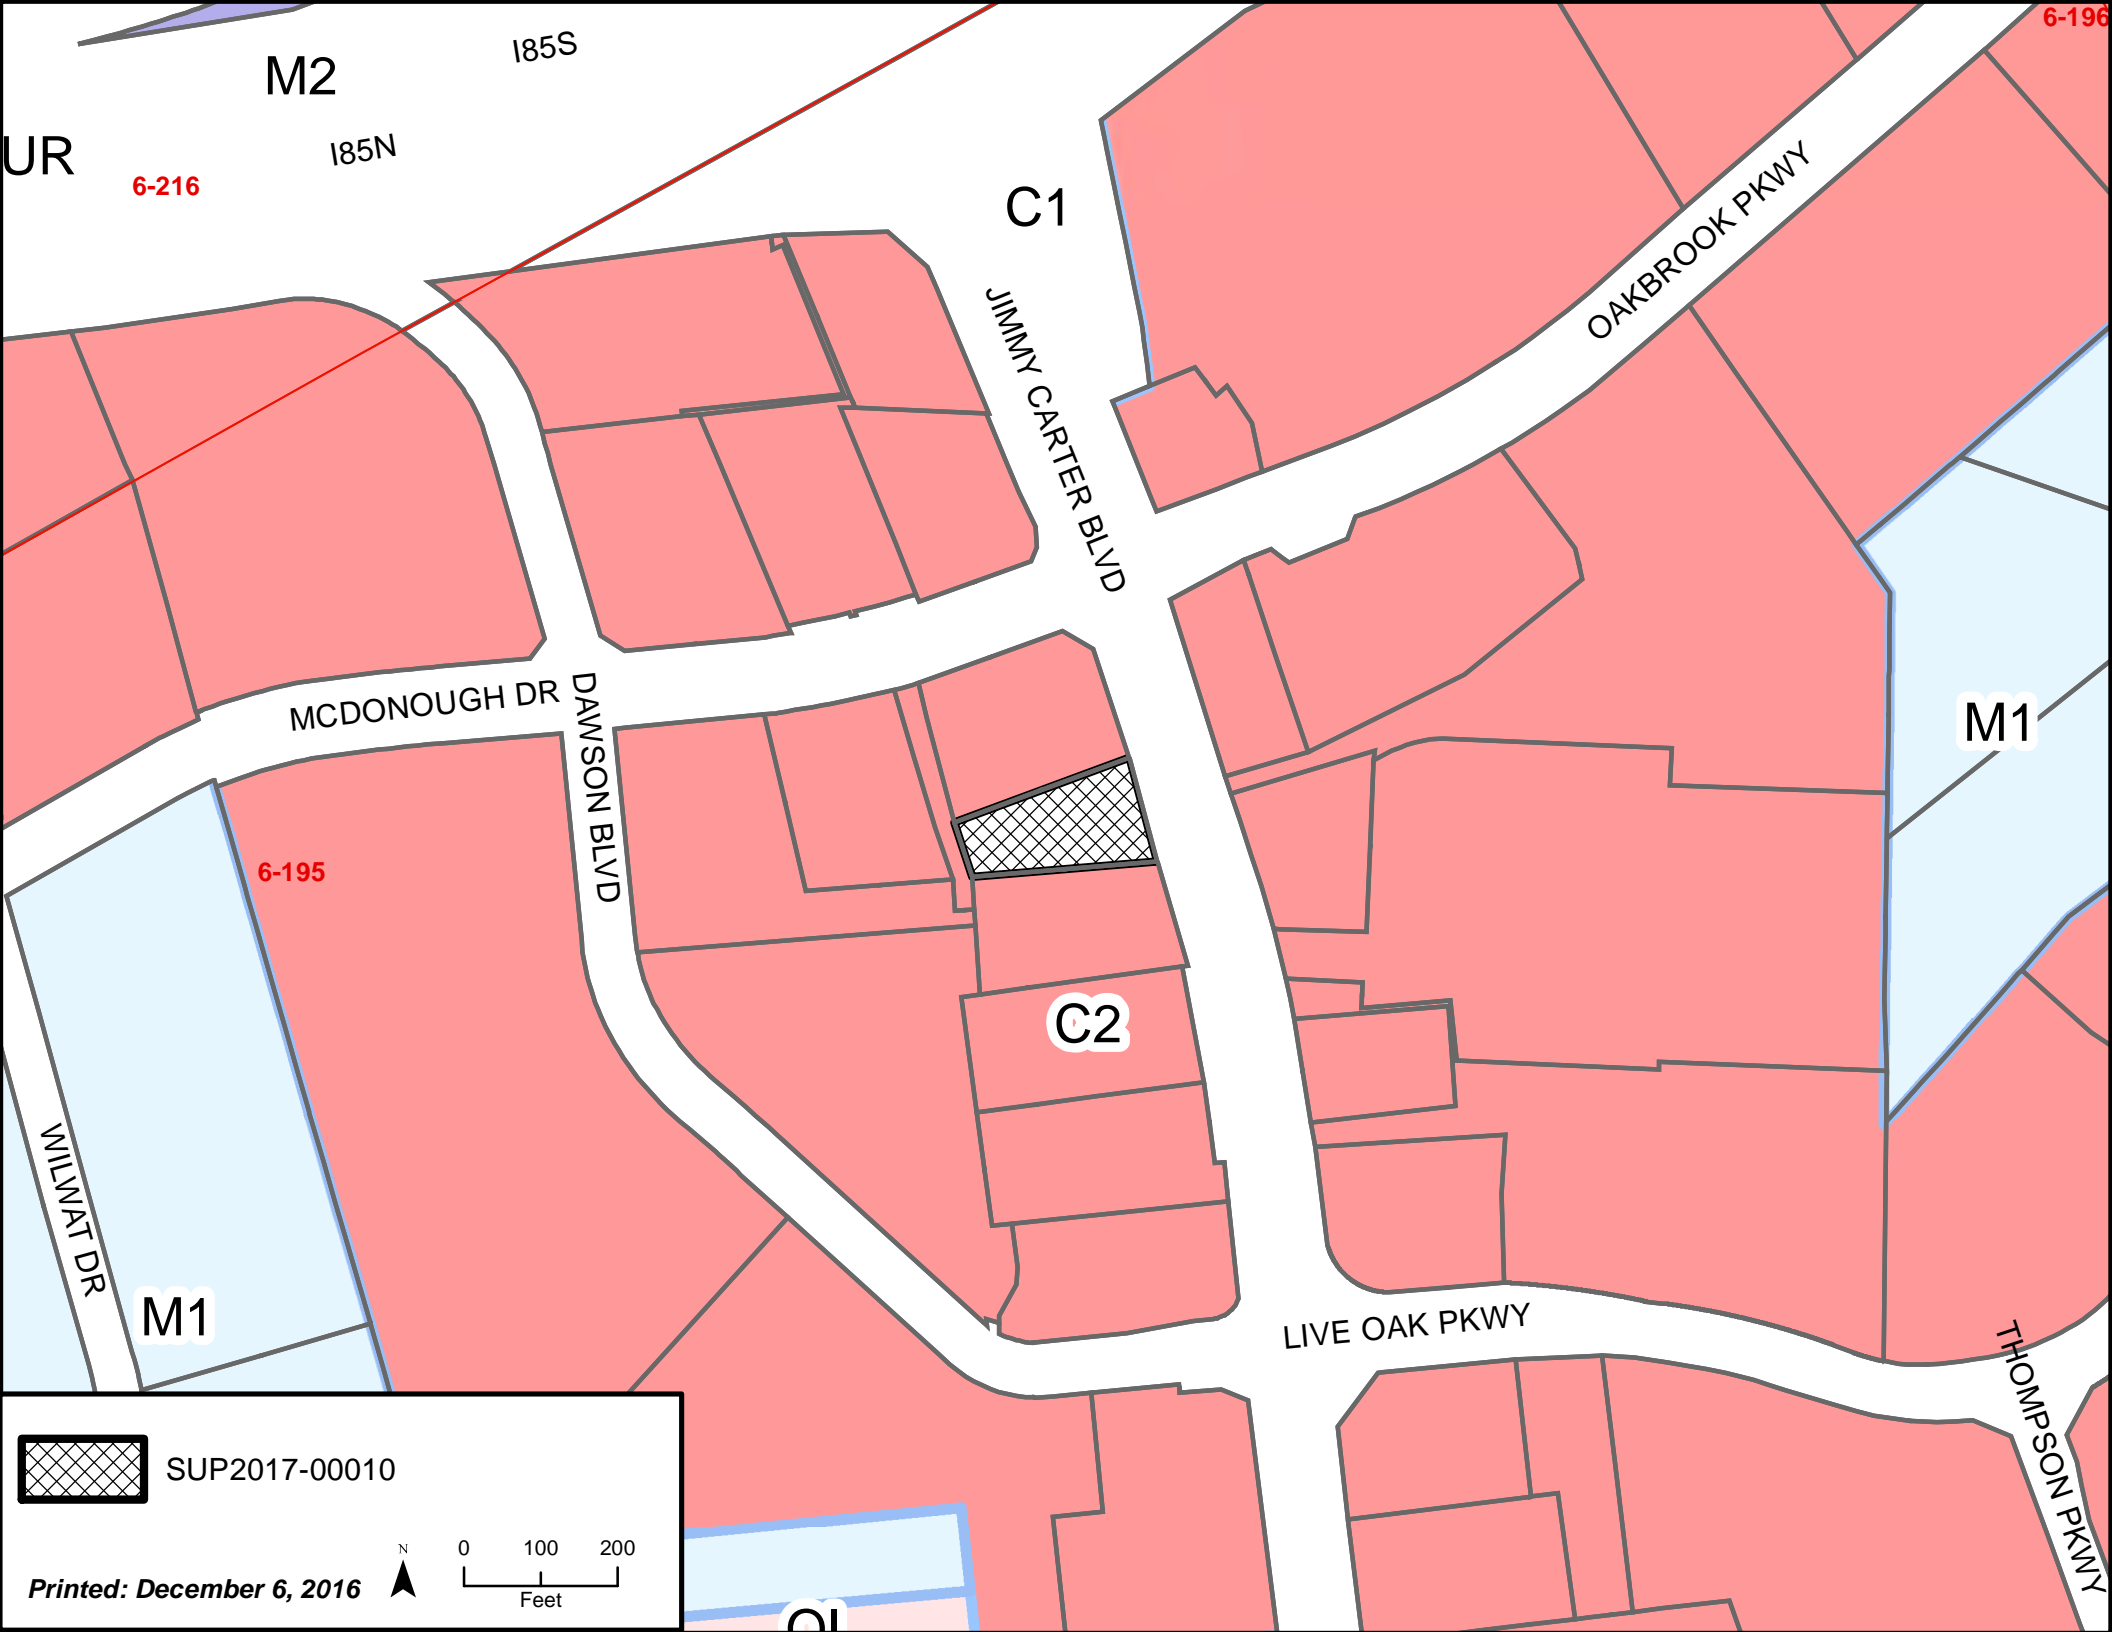 6-196
I85S
M2
UR
I85N
6-216
C1
OAKBROOK PKWY
JIMMY CARTER BLVD
MCDONOUGH DR
DAWSON BLVD
M1
6-195
C2
WILWAT DR
M1
LIVE OAK PKWY
THOMPSON PKWY
SUP2017-00010
N
0 100 200
Feet
Printed: December 6, 2016
OI